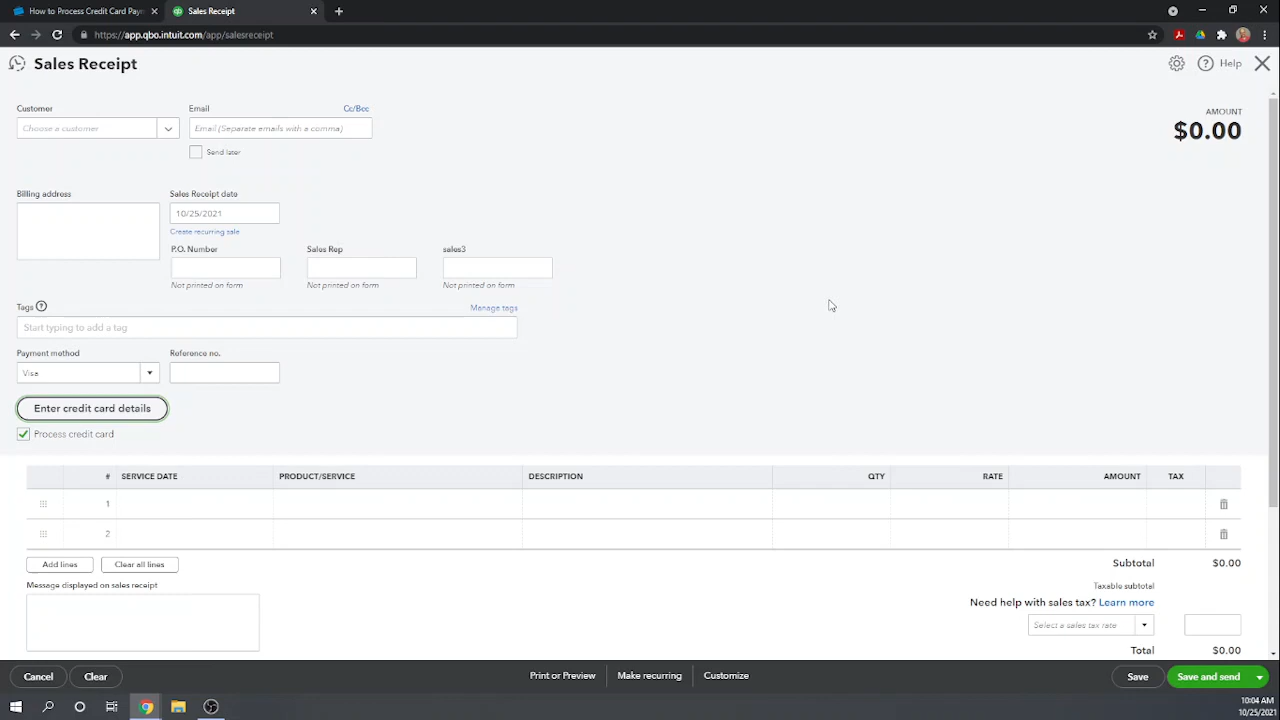 How to Process Credit Card Paym
Sales Receipt
https://app.qbo.intuit.com/app/salesreceipt
Sales Receipt
Help
Customer
Email
Cc/Bcc
AMOUNT
Choose a customer
Email (Separate emails with a comma)
$0.00
Send later
Billing address
Sales Receipt date
10/25/2021
Create recurring sale
P.O. Number
Sales Rep
sales3
Not printed on form
Not printed on form
Not printed on form
Tags
Manage tags
Start typing to add a tag
Payment method
Reference no.
Visa
Enter credit card details
Process credit card
# SERVICE DATE PRODUCT/SERVICE DESCRIPTION QTY RATE AMOUNT TAX
1
2
Add lines
Clear all lines
Subtotal $0.00
Message displayed on sales receipt
Taxable subtotal
Need help with sales tax? Learn more
Select a sales tax rate
Total $0.00
Cancel
Clear
Print or Preview
Make recurring
Customize
Save
Save and send
10:04 AM
10/25/2021